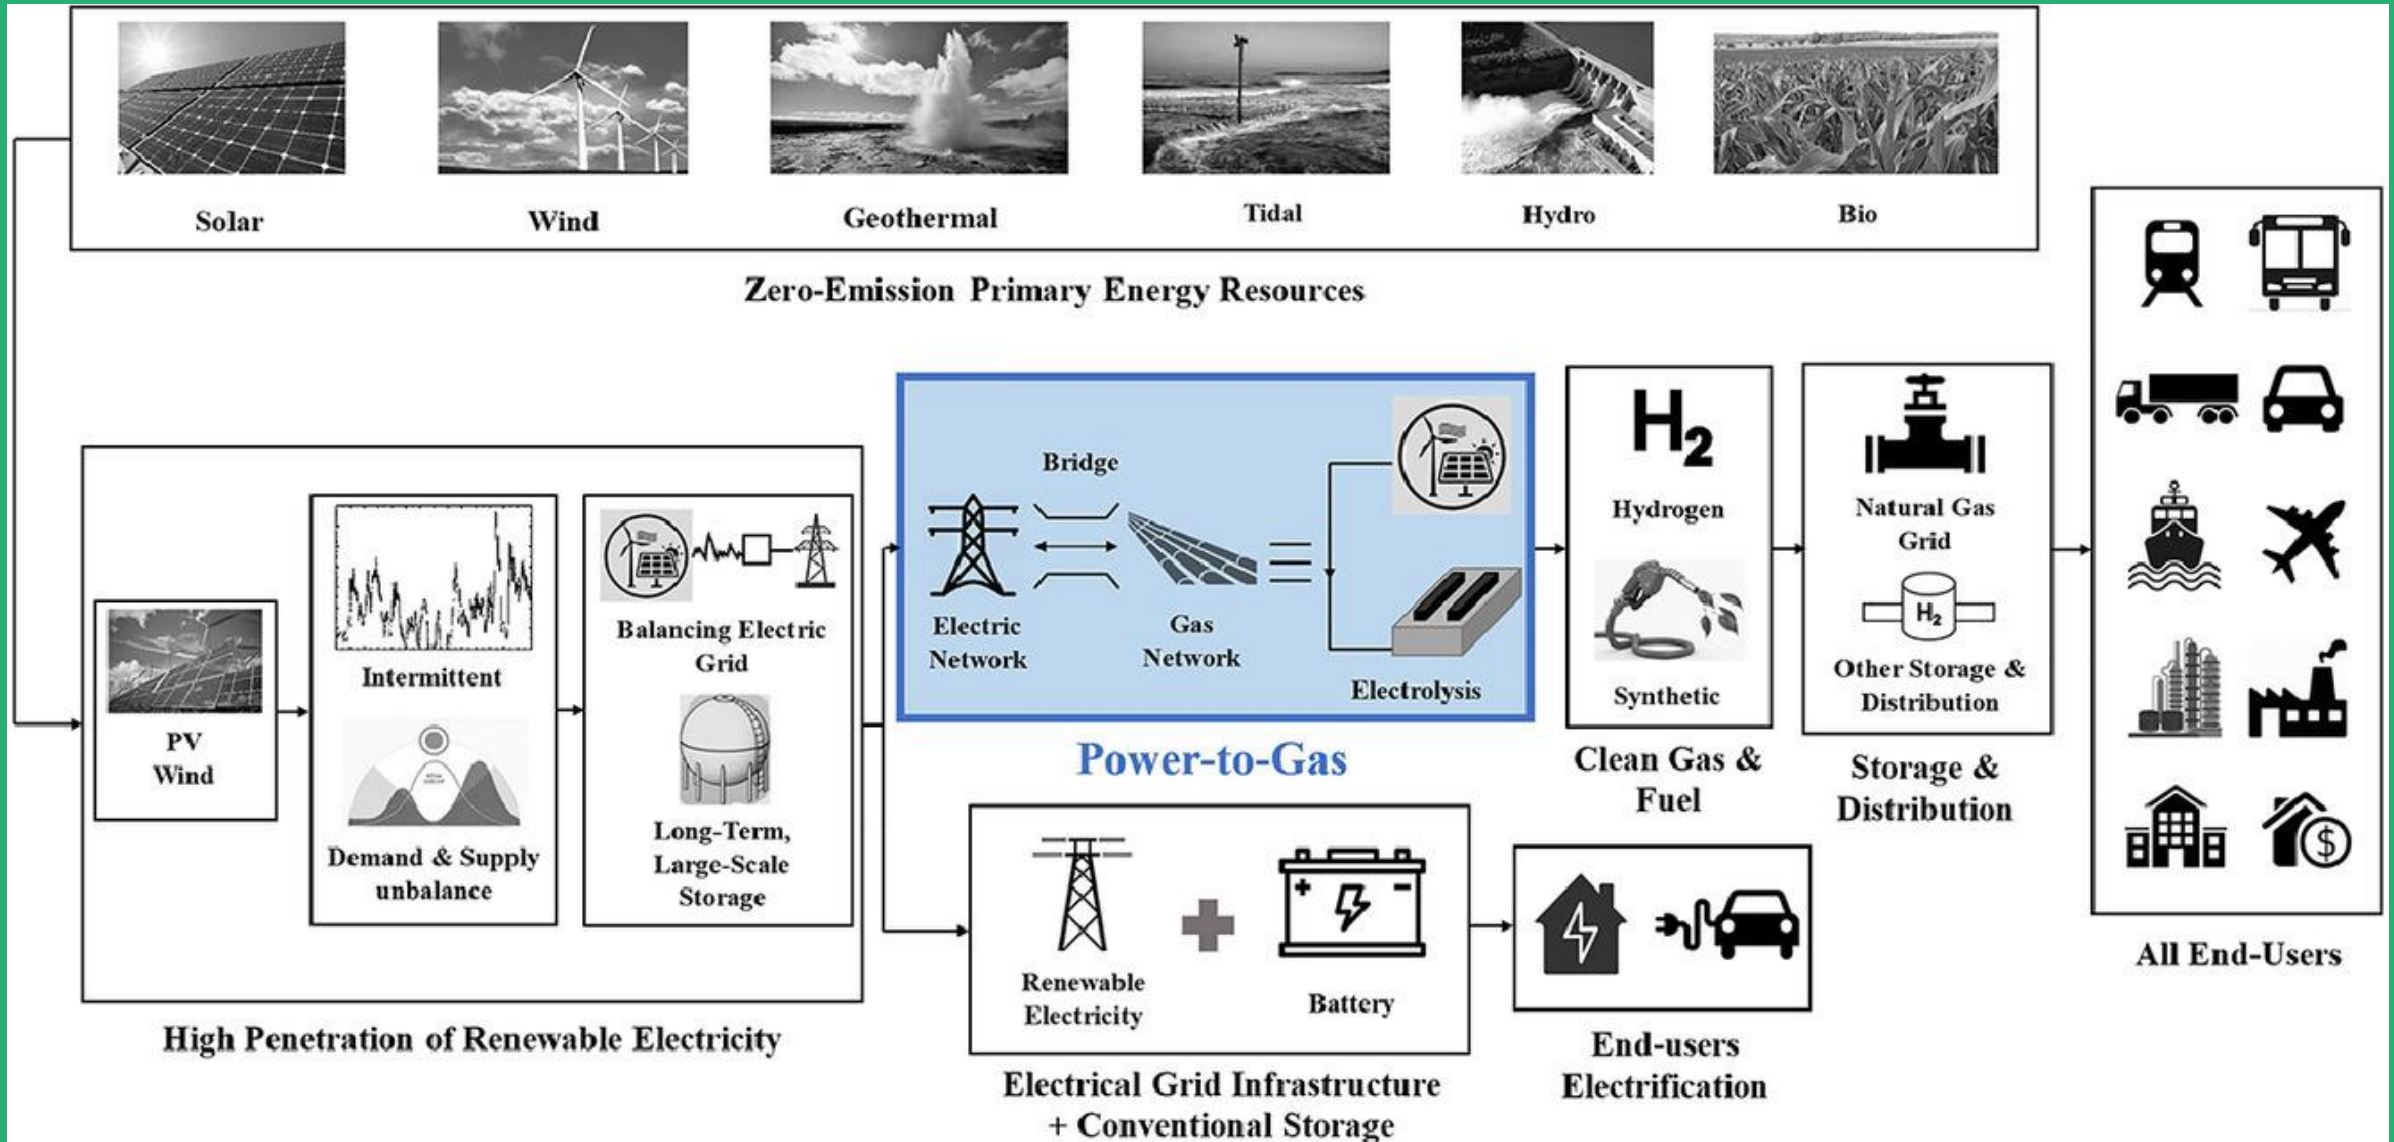 Solar
Wind
Geothermal
Tidal
Hydro
Bio
Zero-Emission Primary Energy Resources
PV
Wind
Intermittent
Demand & Supply
unbalance
Balancing Electric
Grid
Long-Term,
Large-Scale
Storage
High Penetration of Renewable Electricity
Bridge
Electric
Network
Gas
Network
Electrolysis
Power-to-Gas
H2
Hydrogen
Synthetic
Clean Gas &
Fuel
Natural Gas
Grid
H2
Other Storage &
Distribution
Storage &
Distribution
Renewable
Electricity
+ -
Battery
Electrical Grid Infrastructure
+ Conventional Storage
End-users
Electrification
$
All End-Users